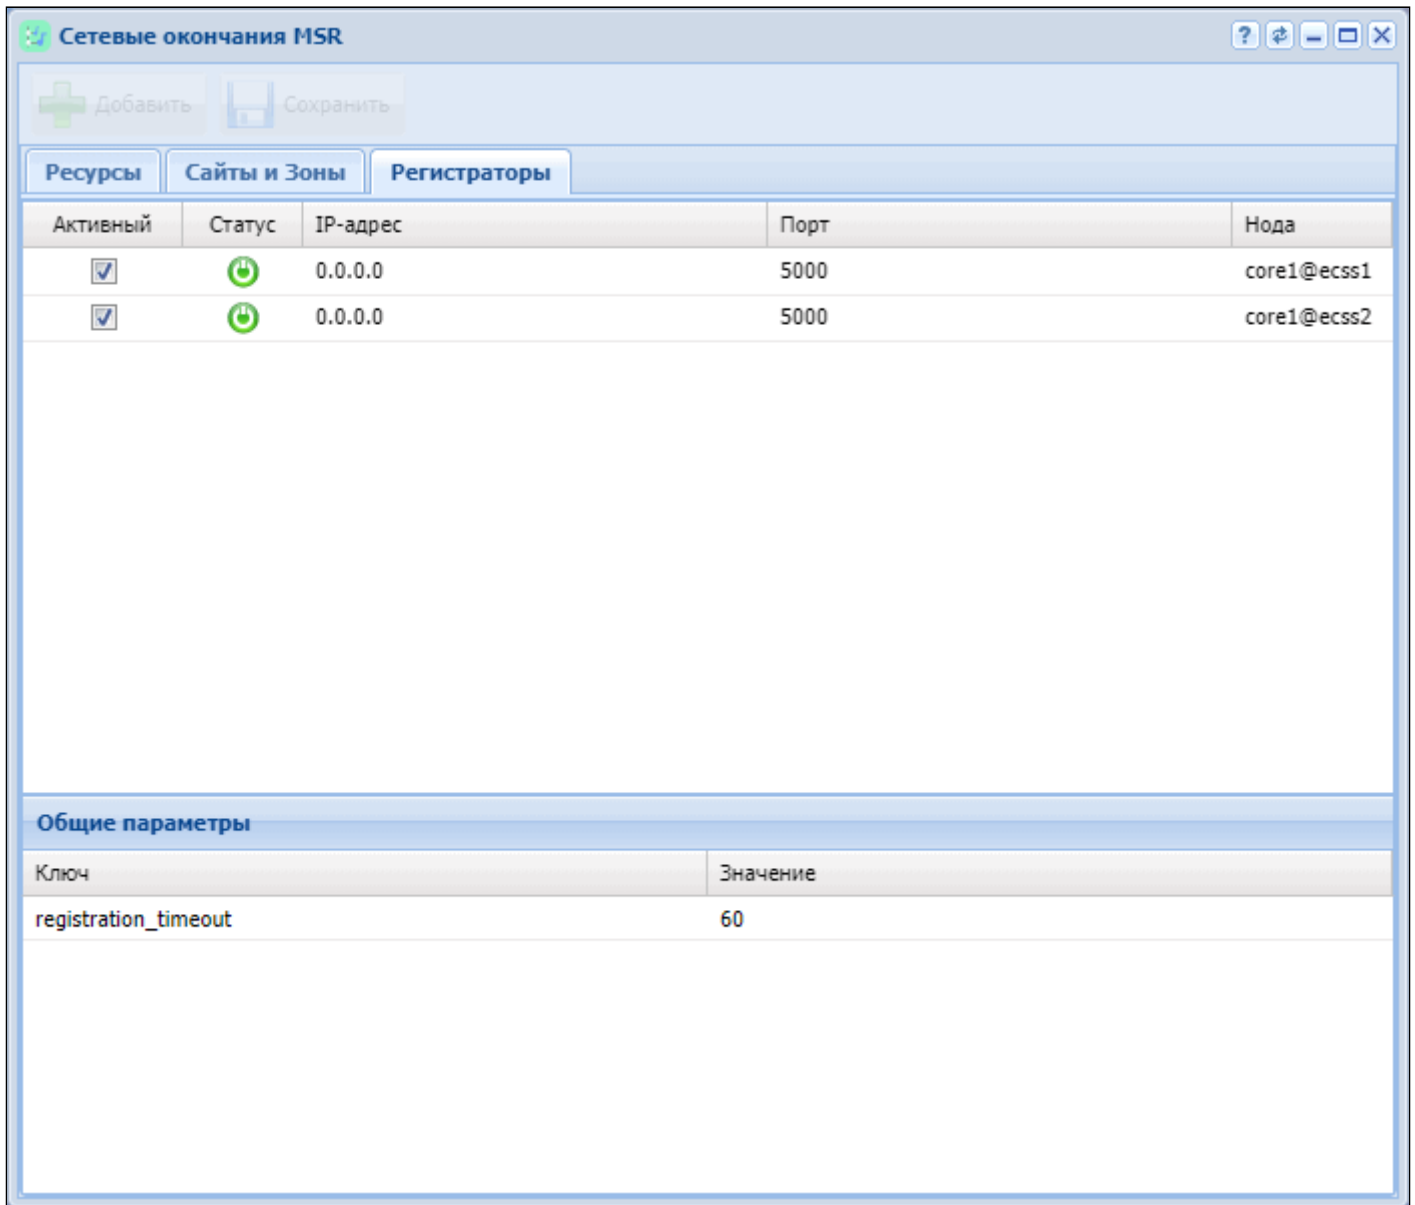 Сетевые окончания MSR
Добавить Сохранить
Ресурсы Сайты и Зоны Регистраторы
Активный Статус IP-адрес Порт Нода
0.0.0.0 5000 core1@ecss1
0.0.0.0 5000 core1@ecss2
Общие параметры
Ключ Значение
registration_timeout 60